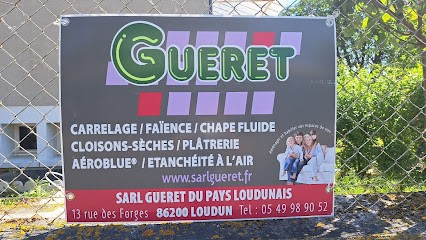 GUERET
CARRELAGE / FAÏENCE / CHAPE FLUIDE
CLOISONS-SÈCHES / PLÂTRERIE
AÉROBLUE® / ETANCHÉITÉ À L'AIR
www.sarlgueret.fr
SARL GUERET DU PAYS LOUDUNAIS
13 rue des Forges 86200 LOUDUN Tél : 05 49 98 90 52